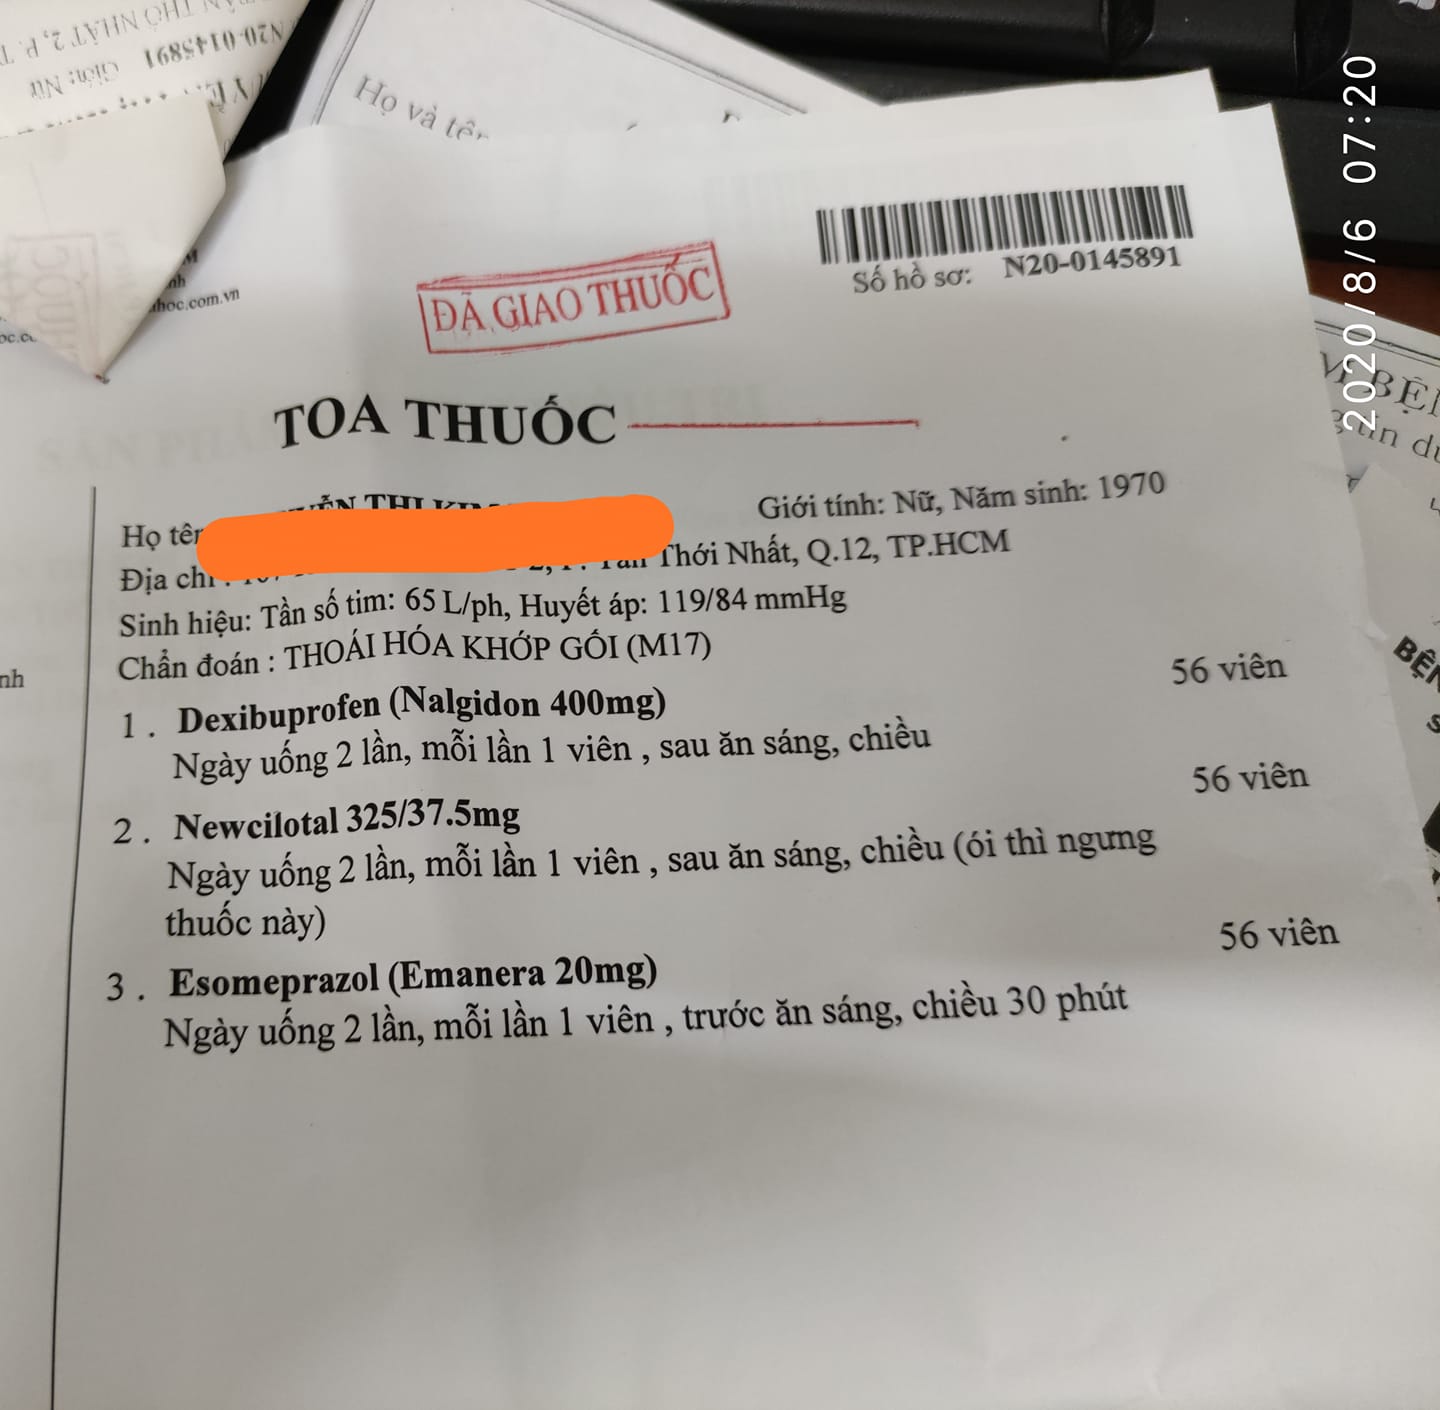 THỌ NHẬT 2, P. T
N20-0145891
Giới: Nữ
Họ và tên
hoc.com.vn
ĐÃ GIAO THUỐC
Số hồ sơ: N20-0145891
TOA THUỐC
Họ tên
THỊ
Giới tính: Nữ, Năm sinh: 1970
Địa chỉ :
Thới Nhất, Q.12, TP.HCM
Sinh hiệu: Tần số tim: 65 L/ph, Huyết áp: 119/84 mmHg
Chẩn đoán : THOÁI HÓA KHỚP GỐI (M17)
1 . Dexibuprofen (Nalgidon 400mg) 56 viên
Ngày uống 2 lần, mỗi lần 1 viên , sau ăn sáng, chiều
2 . Newcilotal 325/37.5mg 56 viên
Ngày uống 2 lần, mỗi lần 1 viên , sau ăn sáng, chiều (ói thì ngưng
thuốc này)
3 . Esomeprazol (Emanera 20mg) 56 viên
Ngày uống 2 lần, mỗi lần 1 viên , trước ăn sáng, chiều 30 phút
2020/8/6 07:20